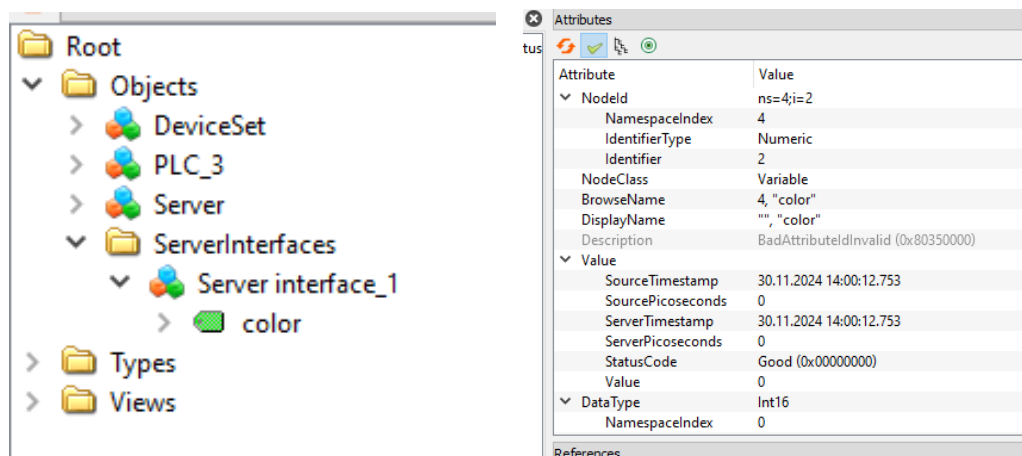 Root
Objects
DeviceSet
PLC_3
Server
ServerInterfaces
Server interface_1
color
Types
Views
tus
Attributes
Attribute Value
NodeId ns=4;i=2
NamespaceIndex 4
IdentifierType Numeric
Identifier 2
NodeClass Variable
BrowseName 4, "color"
DisplayName "", "color"
Description BadAttributeIdInvalid (0x80350000)
Value
SourceTimestamp 30.11.2024 14:00:12.753
SourcePicoseconds 0
ServerTimestamp 30.11.2024 14:00:12.753
ServerPicoseconds 0
StatusCode Good (0x00000000)
Value 0
DataType Int16
NamespaceIndex 0
References